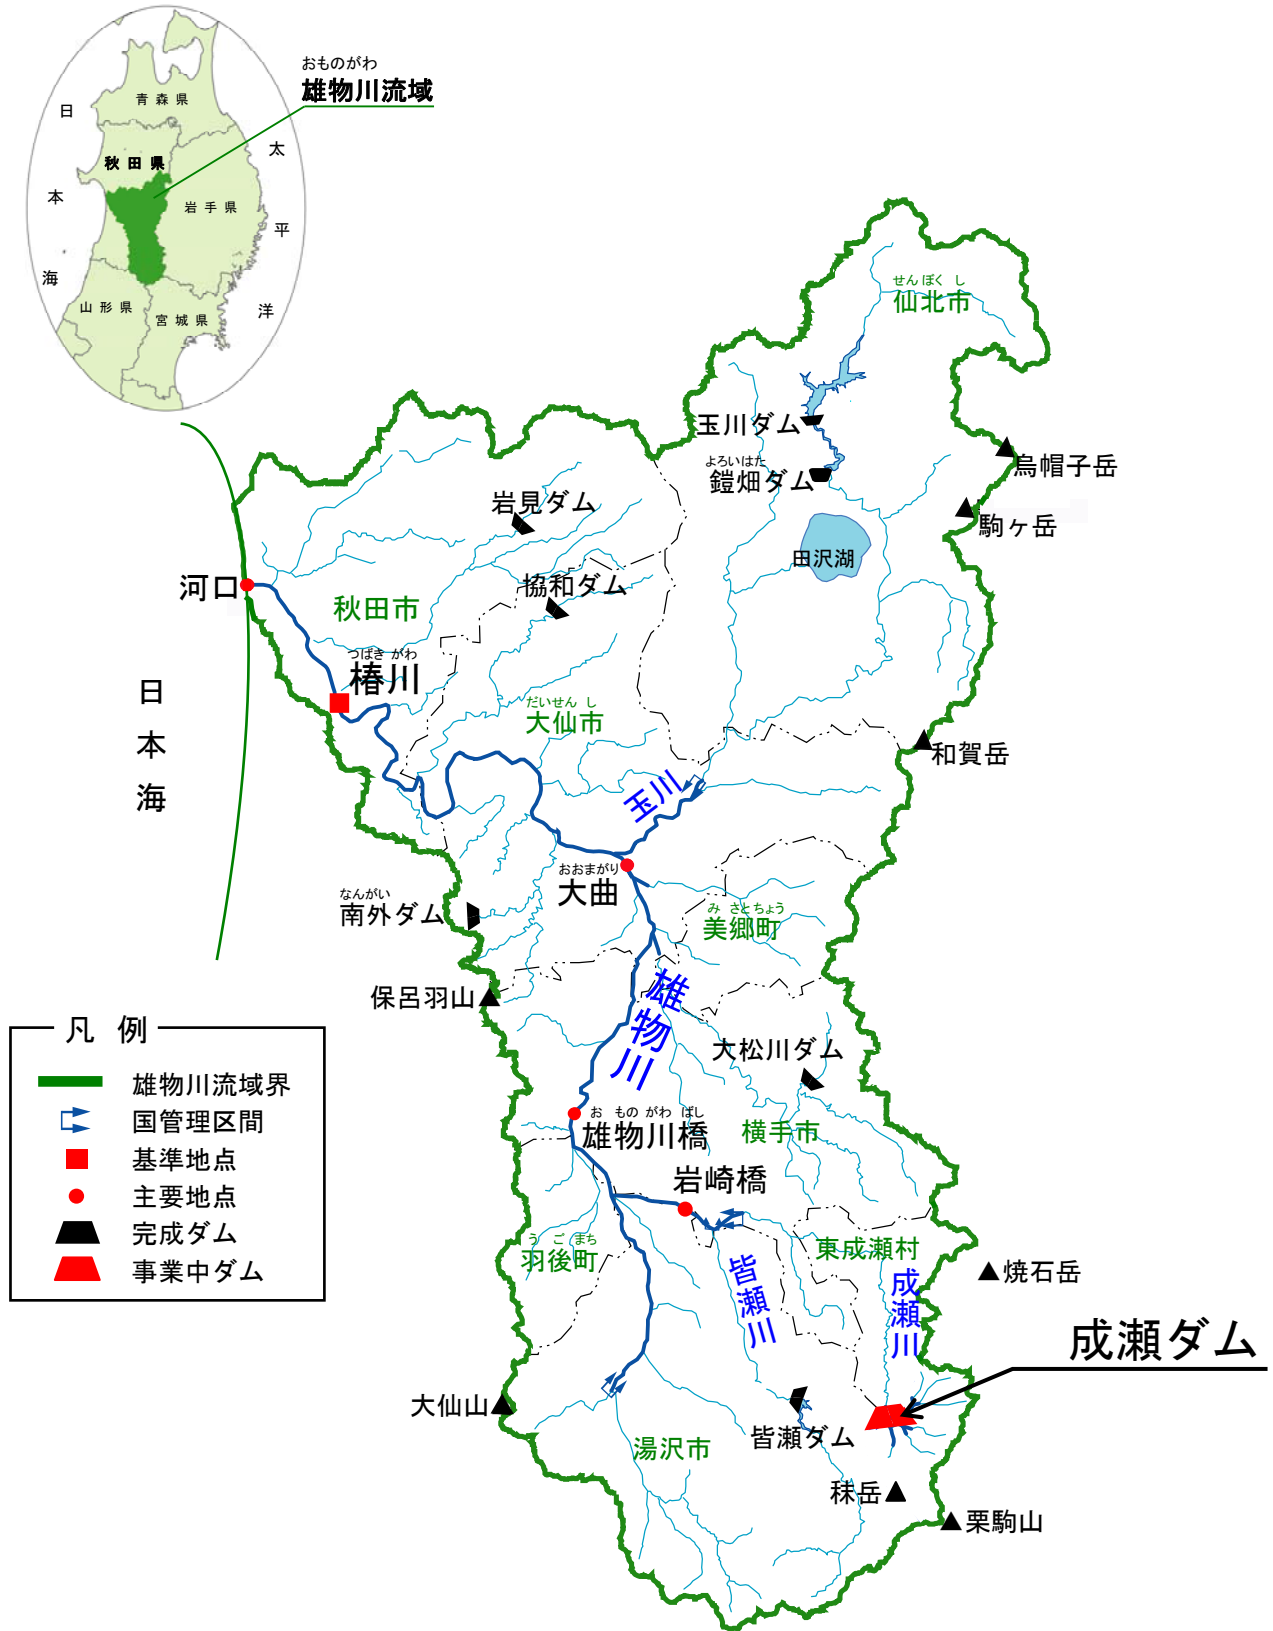 おものがわ
雄物川流域
青森県
秋田県
岩手県
山形県
宮城県
日本海
太平洋
せんぼくし
仙北市
玉川ダム
よろいはた
鎧畑ダム
烏帽子岳
駒ヶ岳
岩見ダム
田沢湖
協和ダム
河口
秋田市
つばきがわ
椿川
だいせんし
大仙市
日本海
和賀岳
玉川
おおまがり
大曲
なんがい
南外ダム
みさとちょう
美郷町
保呂羽山
雄物川
大松川ダム
おものがわばし
雄物川橋
横手市
岩崎橋
うごまち
羽後町
東成瀬村
皆瀬川
成瀬川
焼石岳
成瀬ダム
大仙山
皆瀬ダム
湯沢市
秣岳
栗駒山
凡例
雄物川流域界
国管理区間
基準地点
主要地点
完成ダム
事業中ダム